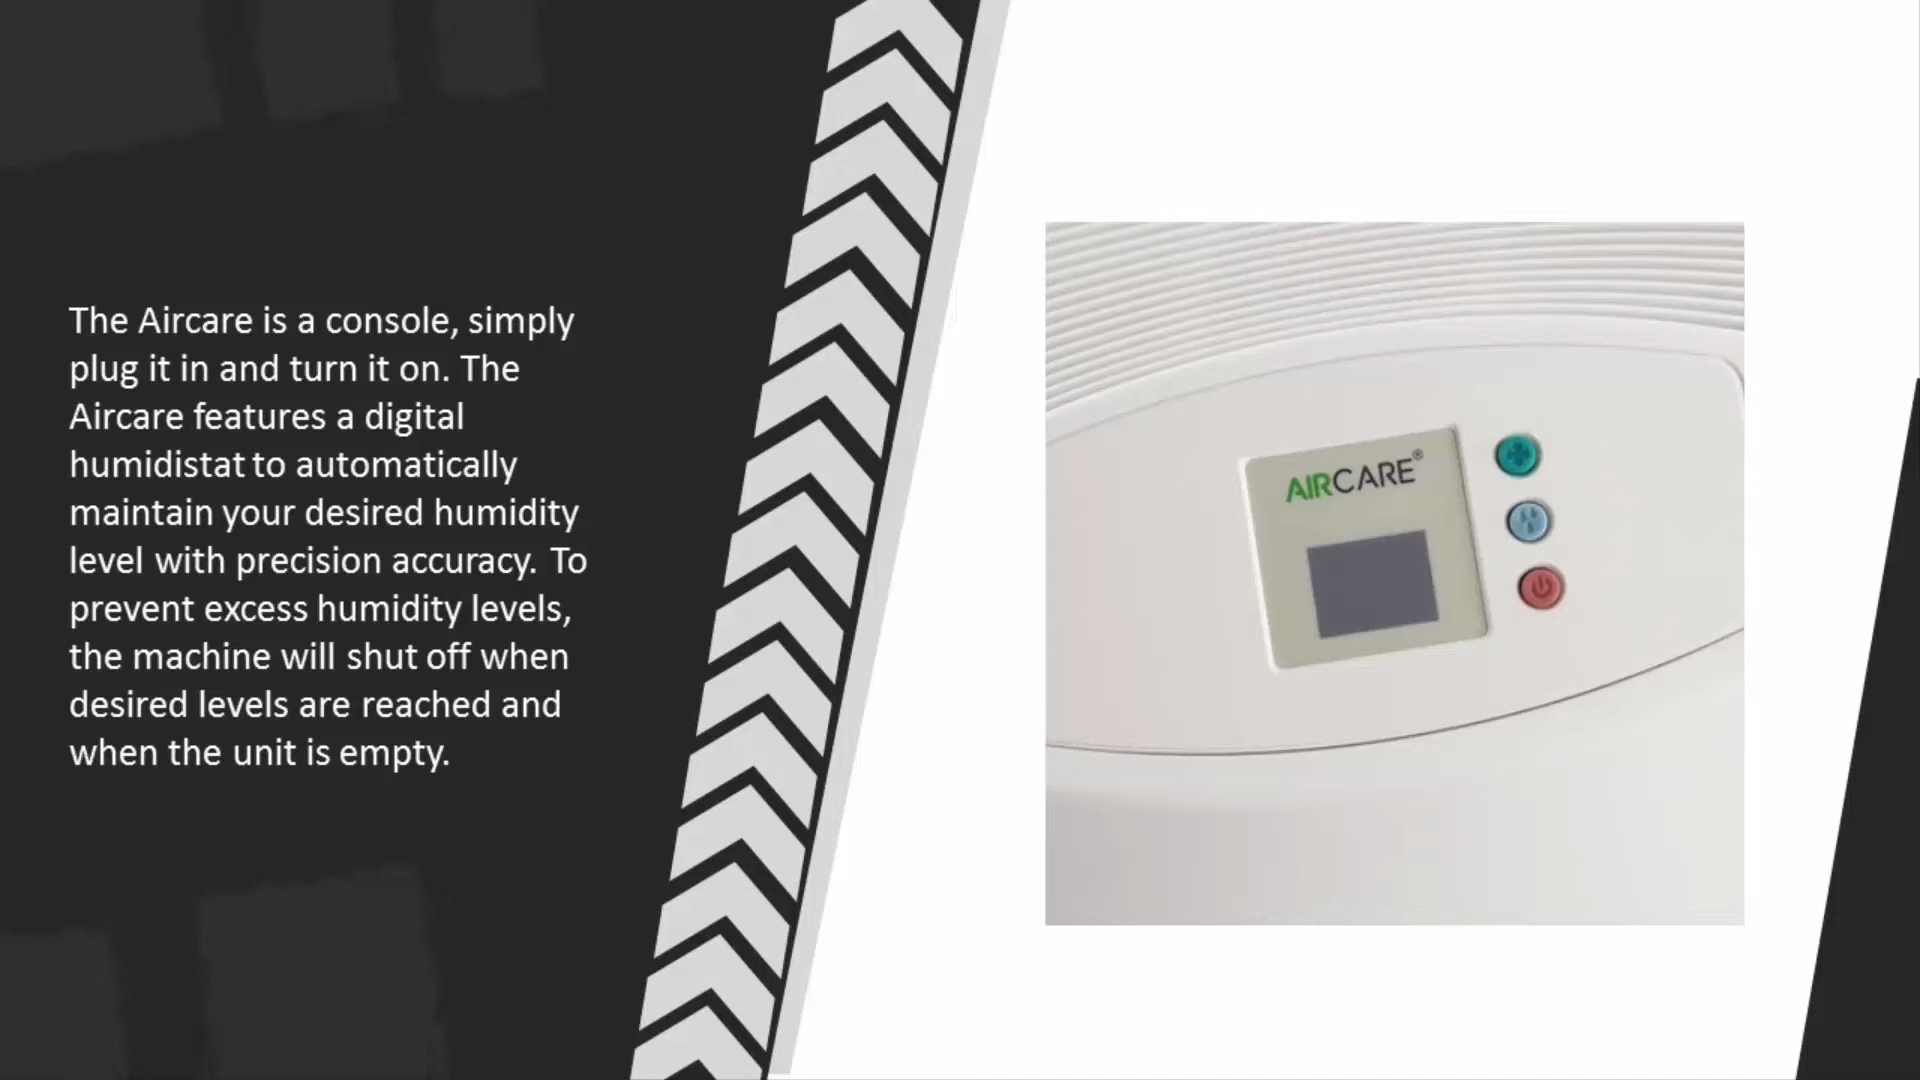 The Aircare is a console, simply
plug it in and turn it on. The
Aircare features a digital
humidistat to automatically
maintain your desired humidity
level with precision accuracy. To
prevent excess humidity levels,
the machine will shut off when
desired levels are reached and
when the unit is empty.
AIRCARE®